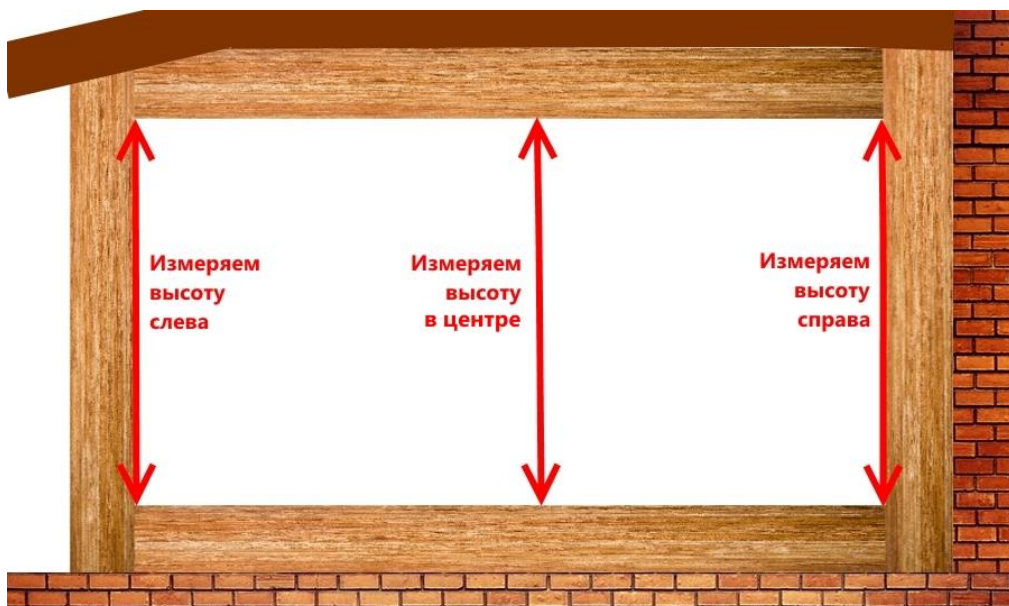 Измеряем
высоту
слева
Измеряем
высоту
в центре
Измеряем
высоту
справа